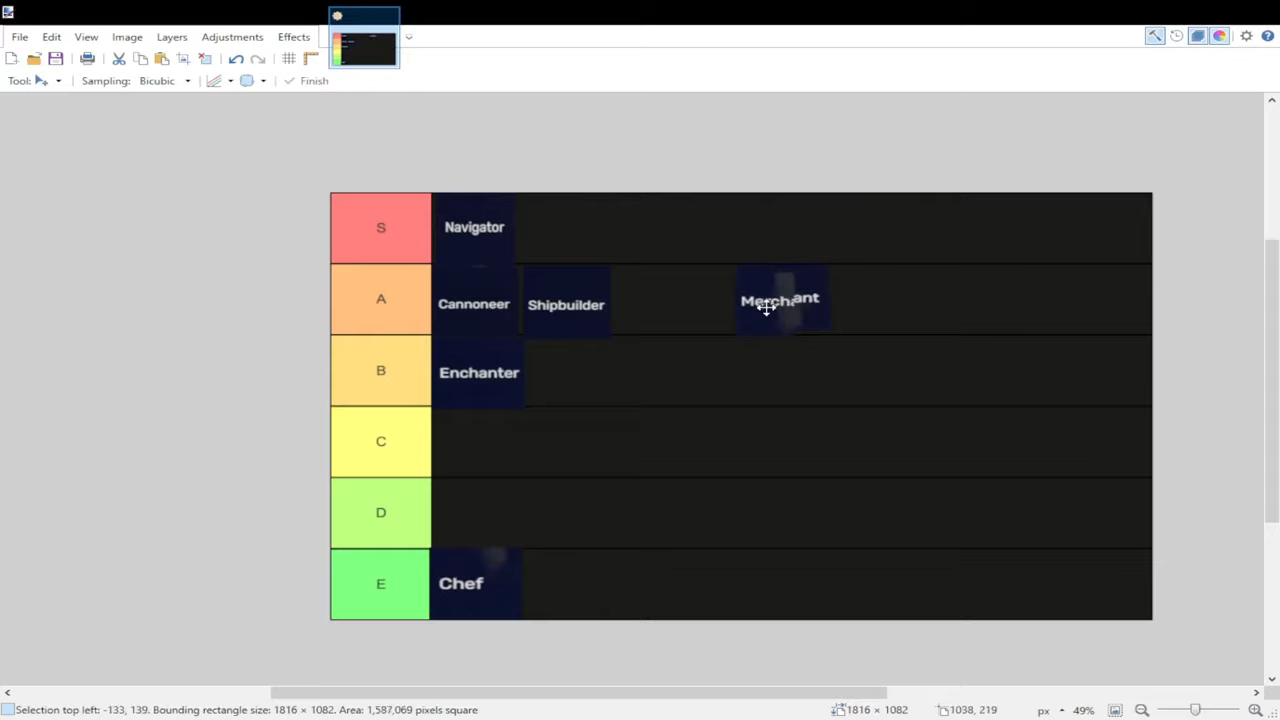 File Edit View Image Layers Adjustments Effects
Tool: Sampling: Bicubic Finish
S Navigator
A Cannoneer Shipbuilder Merchant
B Enchanter
C
D
E Chef
Selection top left: -133, 139. Bounding rectangle size: 1816 × 1082. Area: 1,587,069 pixels square 1816 × 1082 1038, 219 px 49%